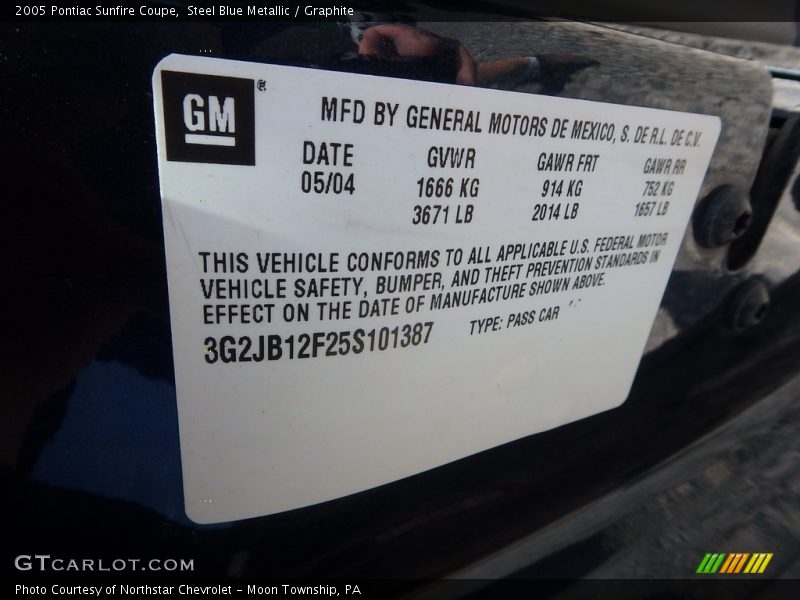 2005 Pontiac Sunfire Coupe,  Steel Blue Metallic / Graphite
GM®
MFD BY GENERAL MOTORS DE MEXICO, S. DE R.L. DE C.V.
DATE GVWR GAWR FRT GAWR RR
05/04 1666 KG 914 KG 752 KG
3671 LB 2014 LB 1657 LB
THIS VEHICLE CONFORMS TO ALL APPLICABLE U.S. FEDERAL MOTOR
VEHICLE SAFETY, BUMPER, AND THEFT PREVENTION STANDARDS IN
EFFECT ON THE DATE OF MANUFACTURE SHOWN ABOVE.
3G2JB12F25S101387 TYPE: PASS CAR
GTCARLOT.COM
Photo Courtesy of Northstar Chevrolet - Moon Township, PA